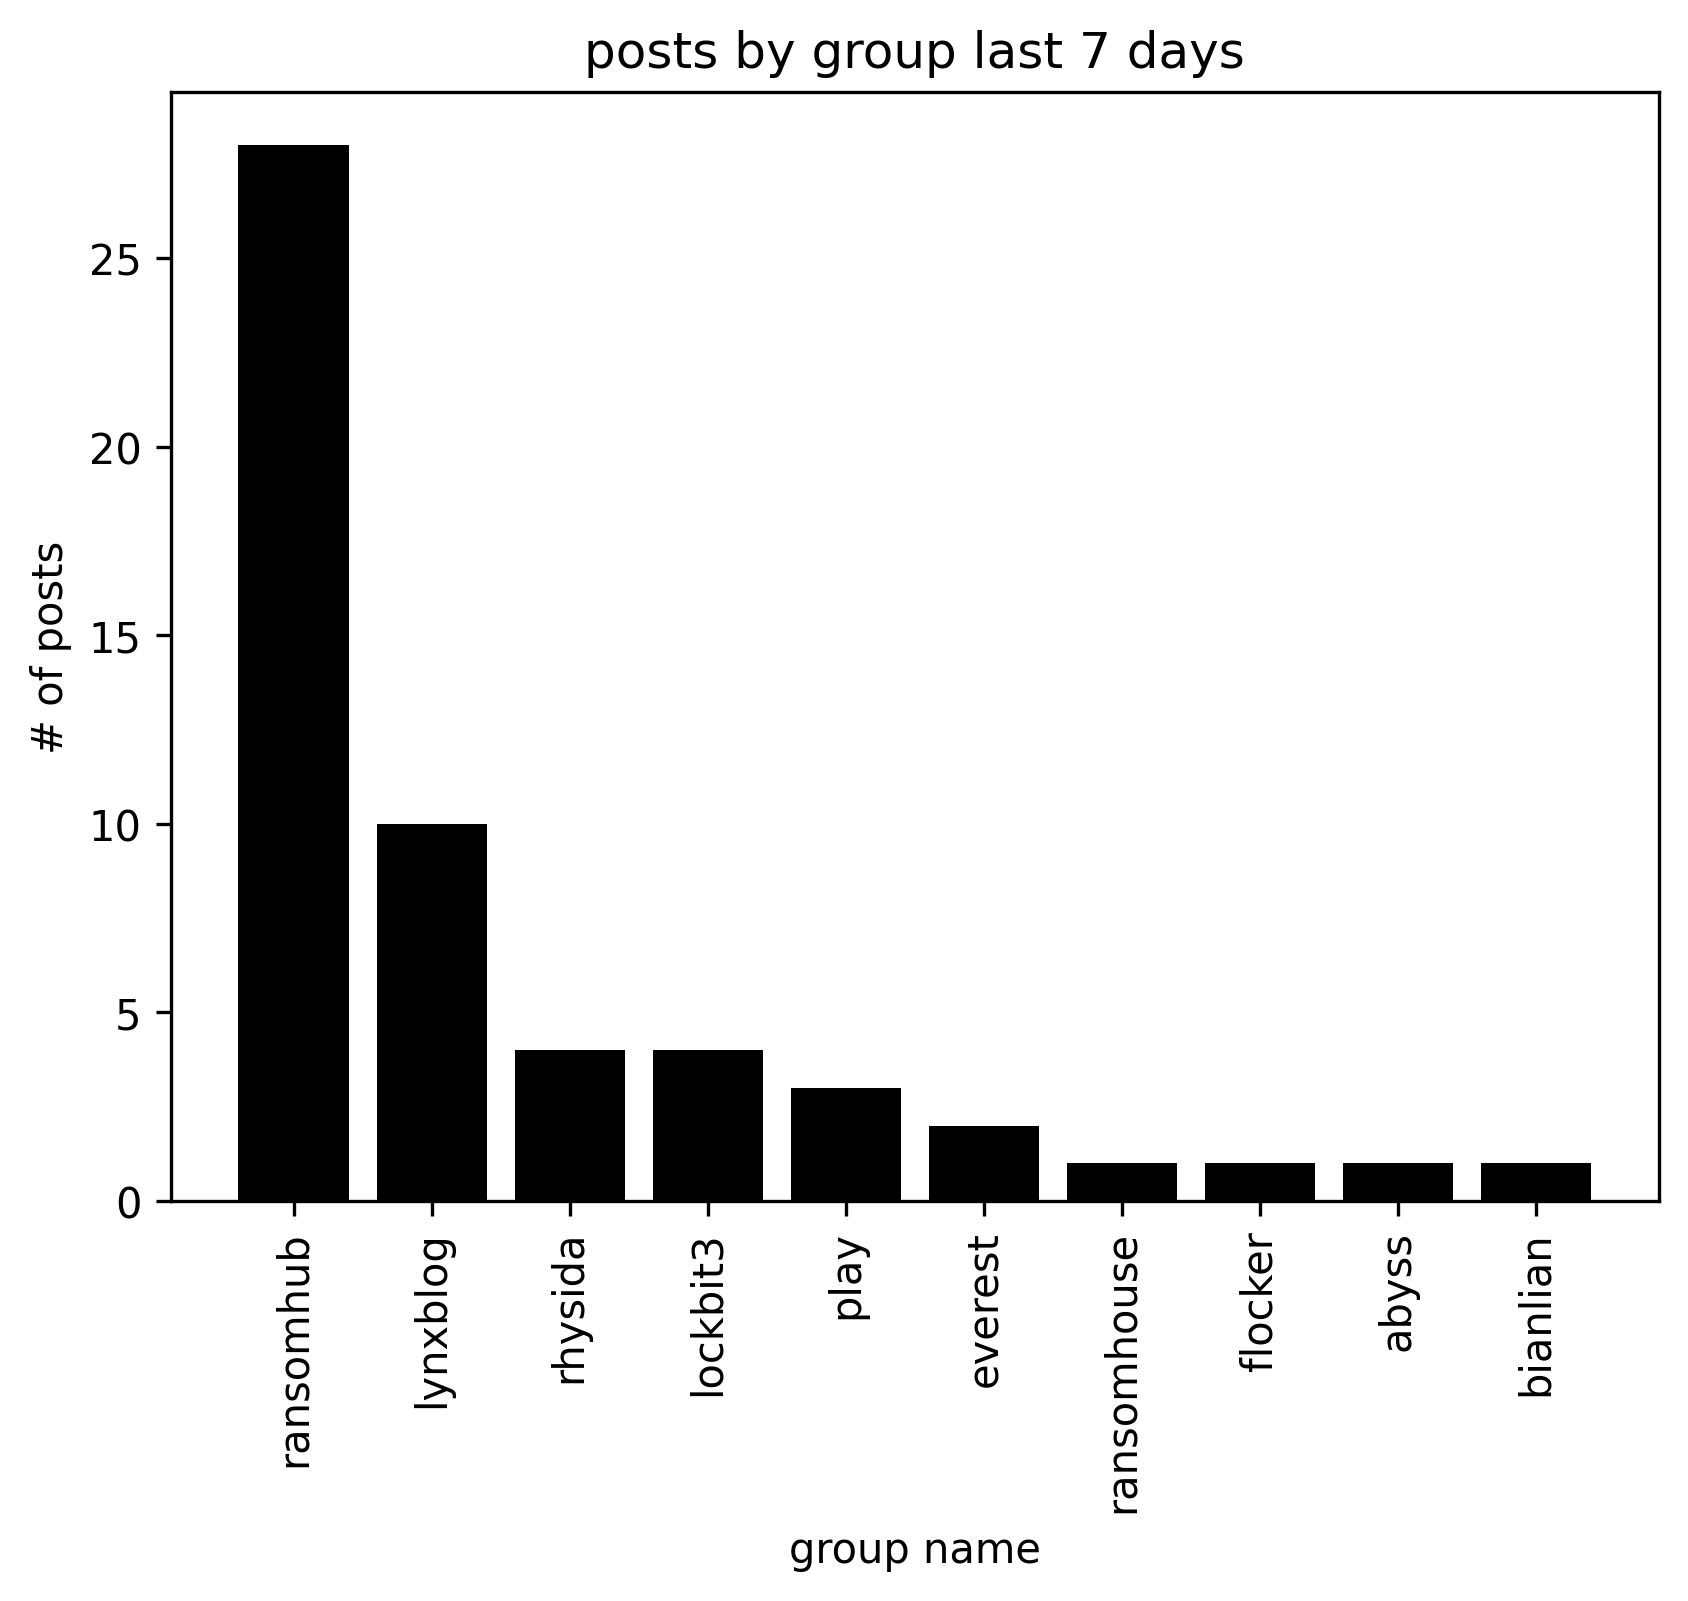 posts by group last 7 days
# of posts
25
20
15
10
5
0
ransomhub
lynxblog
rhysida
lockbit3
play
everest
ransomhouse
flocker
abyss
bianlian
group name